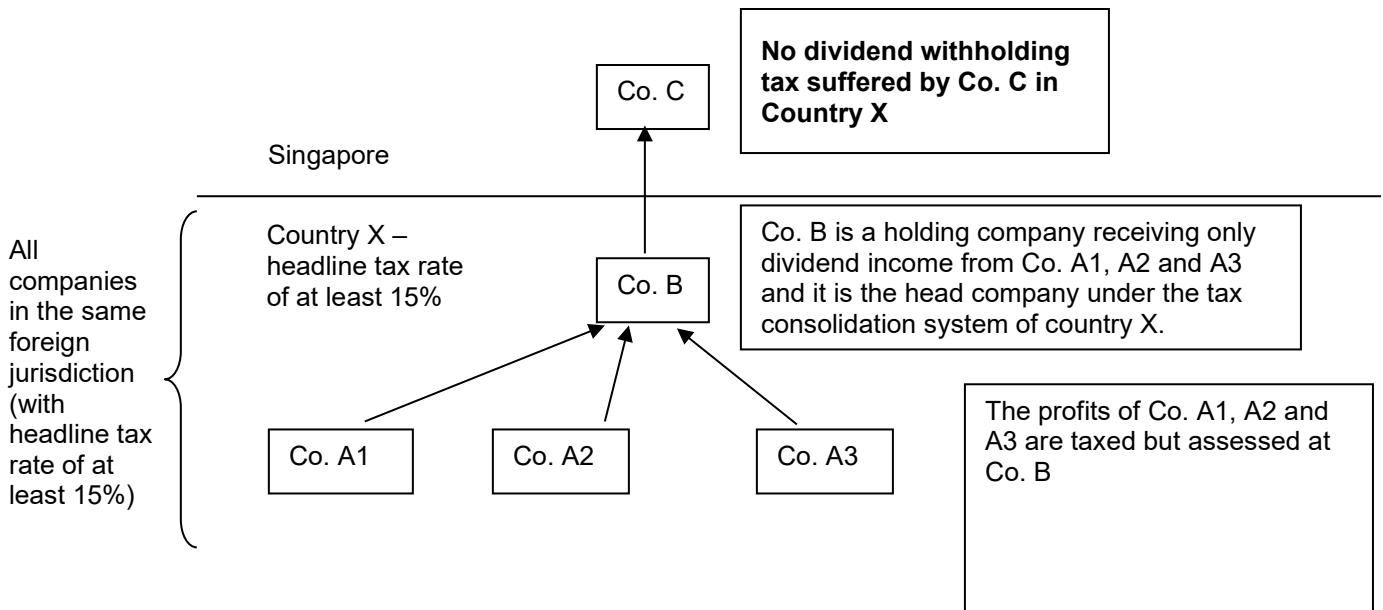 No dividend withholding
tax suffered by Co. C in
Country X
Co. C
Singapore
All
companies
in the same
foreign
jurisdiction
(with
headline tax
rate of at
least 15%)
Country X –
headline tax rate
of at least 15%
Co. B
Co. B is a holding company receiving only
dividend income from Co. A1, A2 and A3
and it is the head company under the tax
consolidation system of country X.
Co. A1
Co. A2
Co. A3
The profits of Co. A1, A2 and
A3 are taxed but assessed at
Co. B